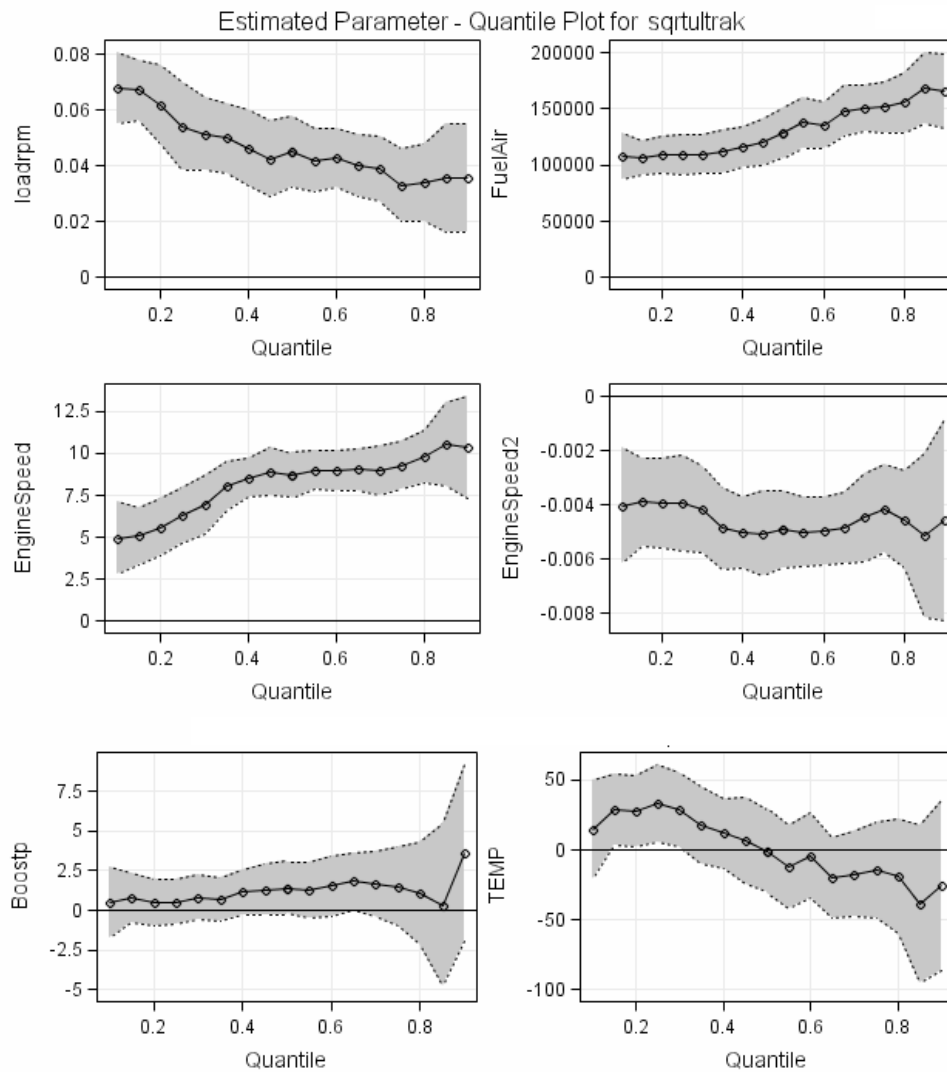 Estimated Parameter - Quantile Plot for sqrtultrak
loadrpm
0.08
0.06
0.04
0.02
0
0.2 0.4 0.6 0.8
Quantile
FuelAir
200000
150000
100000
50000
0
0.2 0.4 0.6 0.8
Quantile
EngineSpeed
12.5
10
7.5
5
2.5
0
0.2 0.4 0.6 0.8
Quantile
EngineSpeed2
0
-0.002
-0.004
-0.006
-0.008
0.2 0.4 0.6 0.8
Quantile
Boostp
7.5
5
2.5
0
-2.5
-5
0.2 0.4 0.6 0.8
Quantile
TEMP
50
0
-50
-100
0.2 0.4 0.6 0.8
Quantile